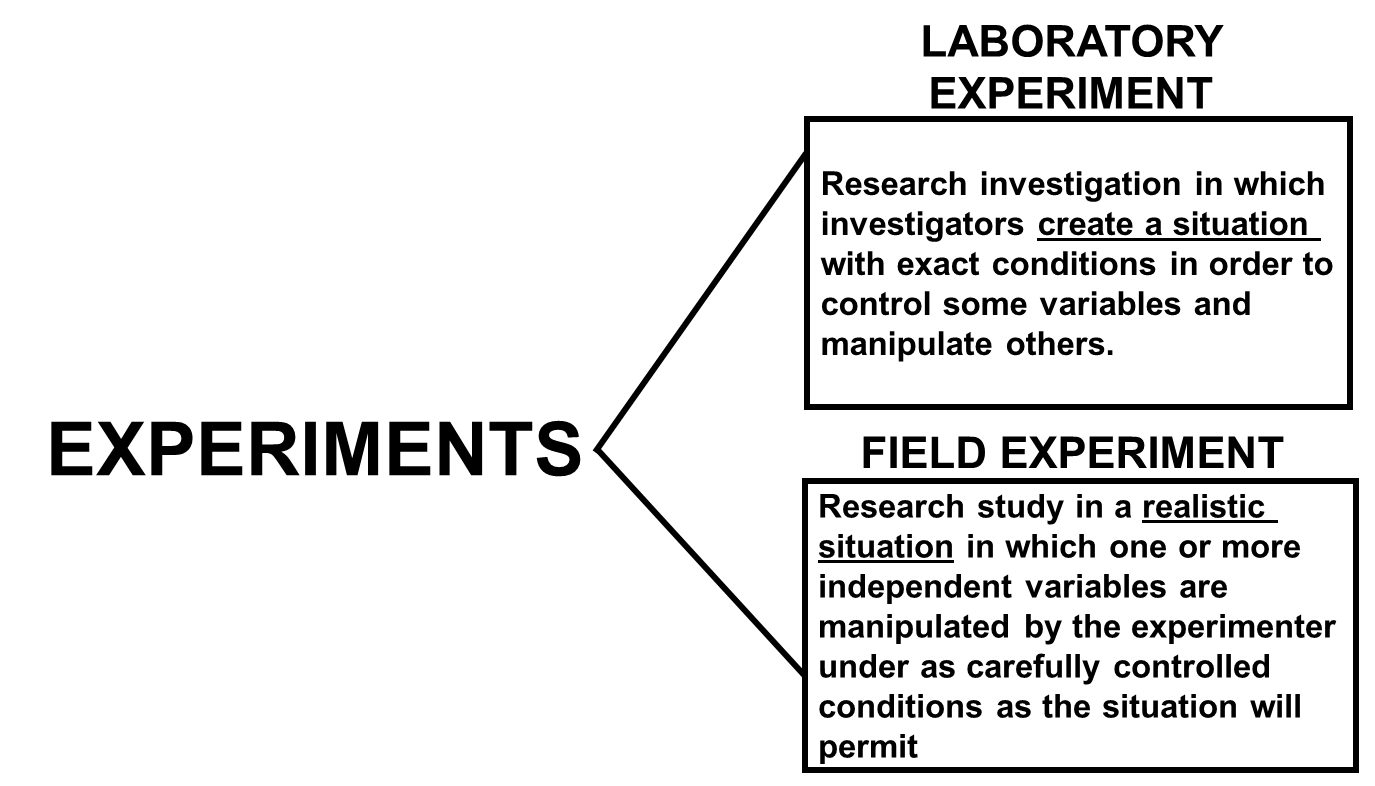 EXPERIMENTS
LABORATORY
EXPERIMENT
Research investigation in which
investigators create a situation
with exact conditions in order to
control some variables and
manipulate others.
FIELD EXPERIMENT
Research study in a realistic
situation in which one or more
independent variables are
manipulated by the experimenter
under as carefully controlled
conditions as the situation will
permit